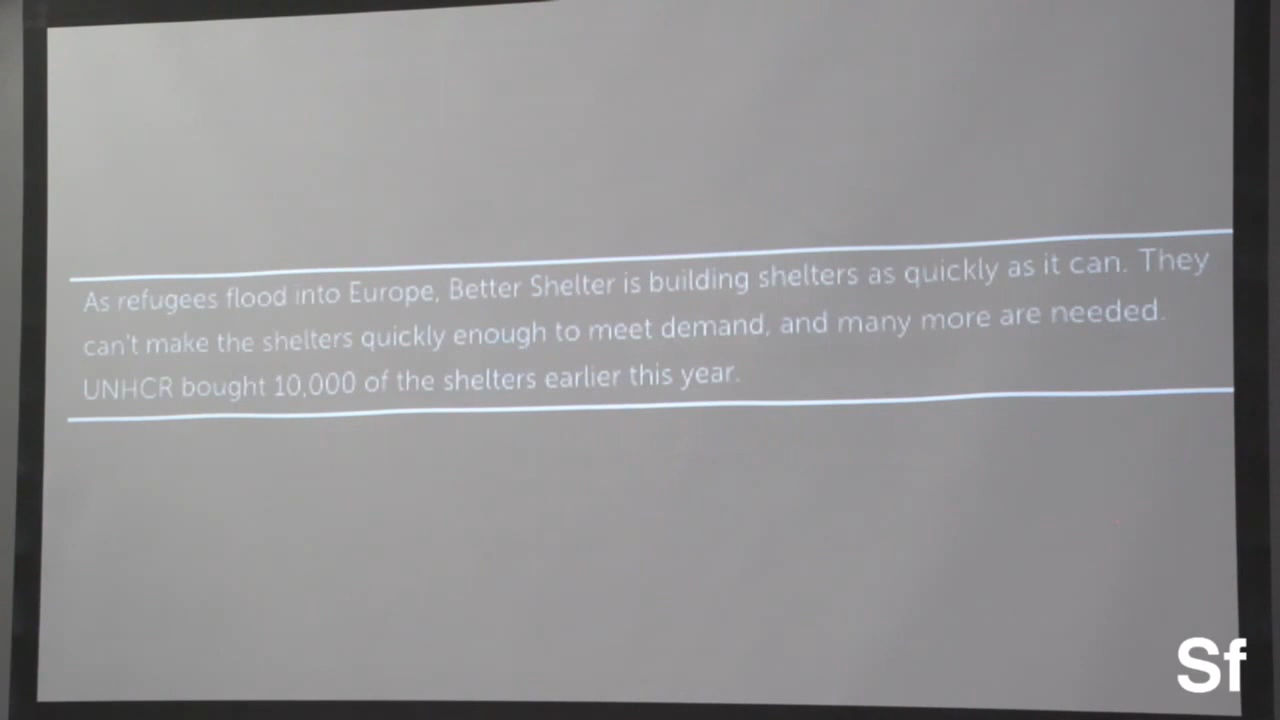 As refugees flood into Europe, Better Shelter is building shelters as quickly as it can. They
can't make the shelters quickly enough to meet demand, and many more are needed.
UNHCR bought 10,000 of the shelters earlier this year.
Sf